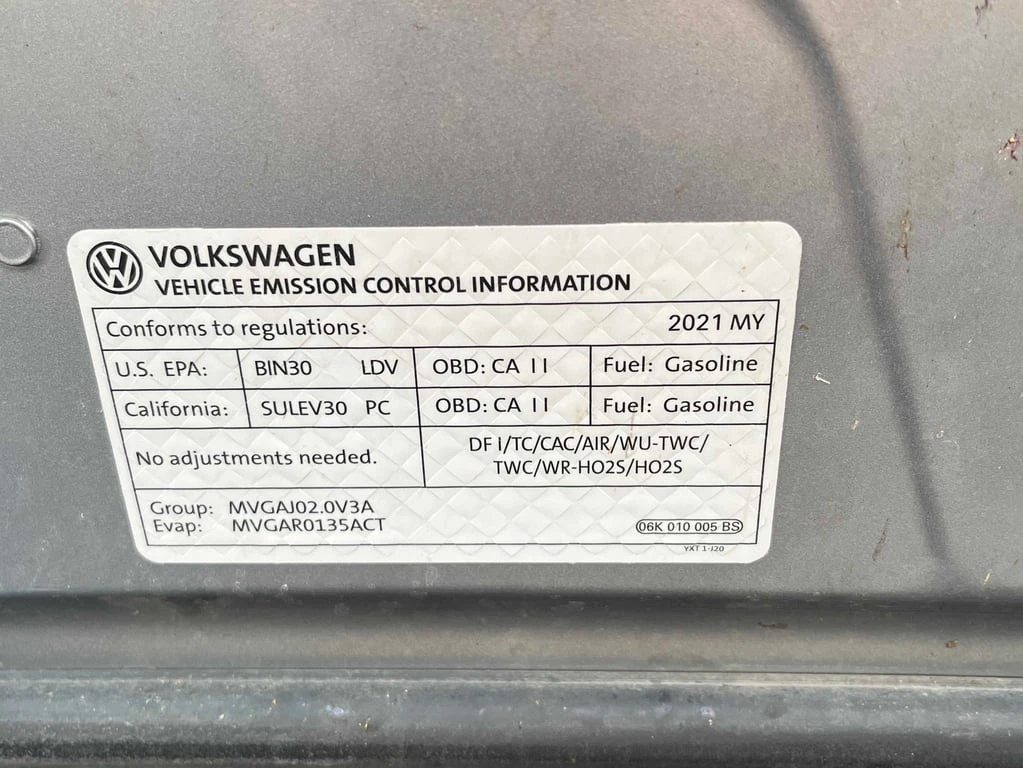 VOLKSWAGEN
VEHICLE EMISSION CONTROL INFORMATION
Conforms to regulations: 2021 MY
U.S. EPA: BIN30 LDV OBD: CA II Fuel: Gasoline
California: SULEV30 PC OBD: CA II Fuel: Gasoline
No adjustments needed.
DF I/TC/CAC/AIR/WU-TWC/
TWC/WR-HO2S/HO2S
Group: MVGAJ02.0V3A
Evap: MVGAR0135ACT
06K 010 005 BS
YXT 1-J20